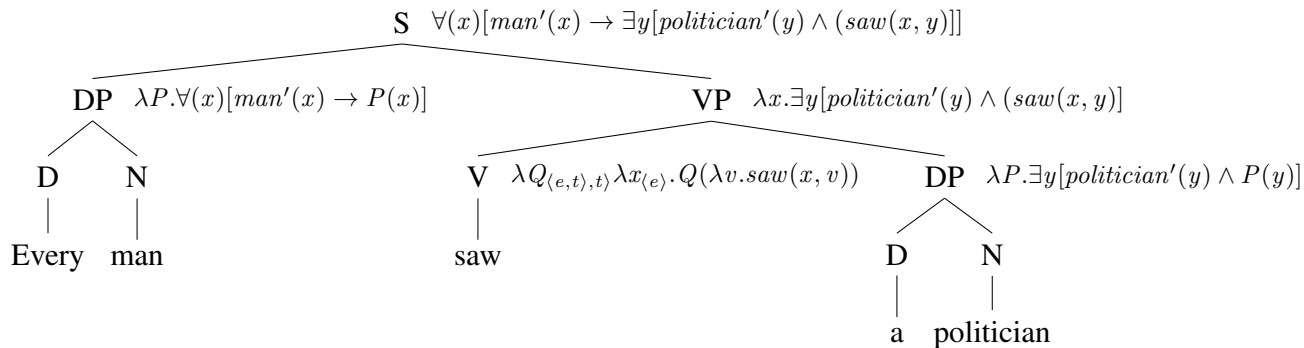 S ∀(x)[man′(x) → ∃y[politician′(y) ∧ (saw(x, y)]]
DP λP.∀(x)[man′(x) → P(x)] VP λx.∃y[politician′(y) ∧ (saw(x, y)]
D N V λQ⟨e,t⟩,t⟩λx⟨e⟩.Q(λv.saw(x, v)) DP λP.∃y[politician′(y) ∧ P(y)]
Every man saw D N
a politician